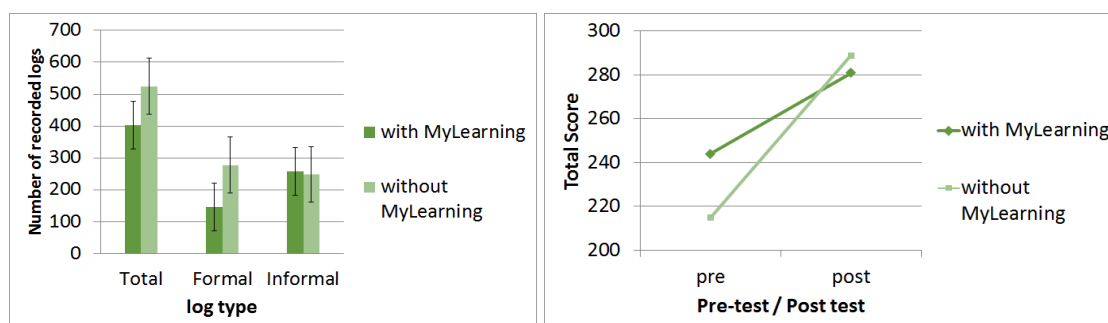 Number of recorded logs
700
600
500
400
300
200
100
0
Total
Formal
Informal
log type
with MyLearning
without
MyLearning
Total Score
300
280
260
240
220
200
pre
post
Pre-test / Post test
with MyLearning
without
MyLearning